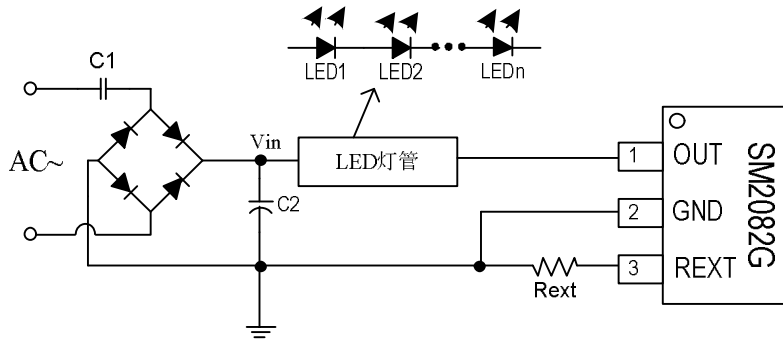 C1
LED1
LED2
LEDn
AC~
Vin
LED灯管
C2
1
OUT
2
GND
3
REXT
Rext
SM2082G